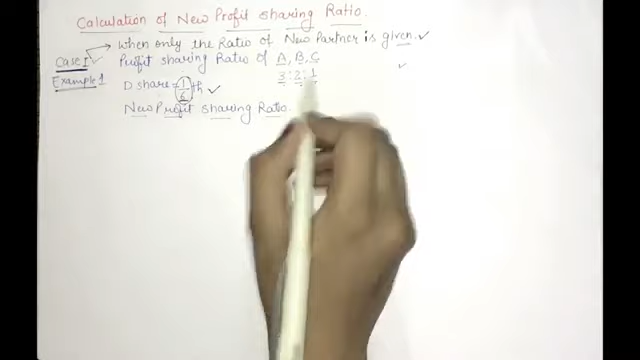 Calculation of New Profit sharing Ratio.
When only the Ratio of New Partner is given.
Case I
Profit sharing Ratio of A, B, C
3:2:1
Example 1
D share = 1/6 th
New Profit sharing Ratio.